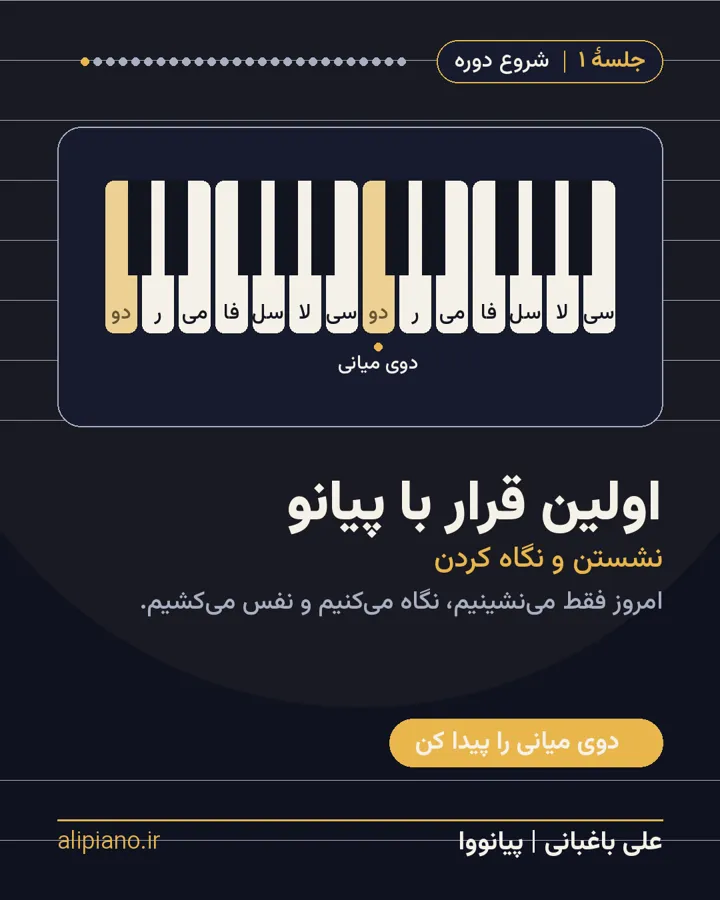 جلسهٔ ۱ | شروع دوره
دو ر می فا سل لا سی دو ر می فا سل لا سی
دوی میانی
اولین قرار با پیانو
نشستن و نگاه کردن
امروز فقط می‌نشینیم، نگاه می‌کنیم و نفس می‌کشیم.
دوی میانی را پیدا کن
علی باغبانی | پیانووا
alipiano.ir